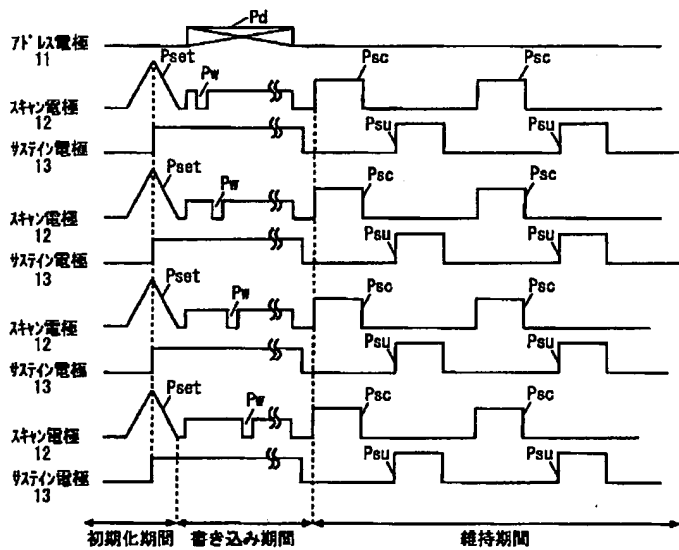 Pd
アドレス電極
11
Pset
Pw
Psc
Psc
スキャン電極
12
Psu
Psu
サステイン電極
13
Pset
Pw
Psc
Psc
スキャン電極
12
Psu
Psu
サステイン電極
13
Pset
Pw
Psc
Psc
スキャン電極
12
Psu
Psu
サステイン電極
13
Pset
Pw
Psc
Psc
スキャン電極
12
Psu
Psu
サステイン電極
13
初期化期間 書き込み期間 維持期間